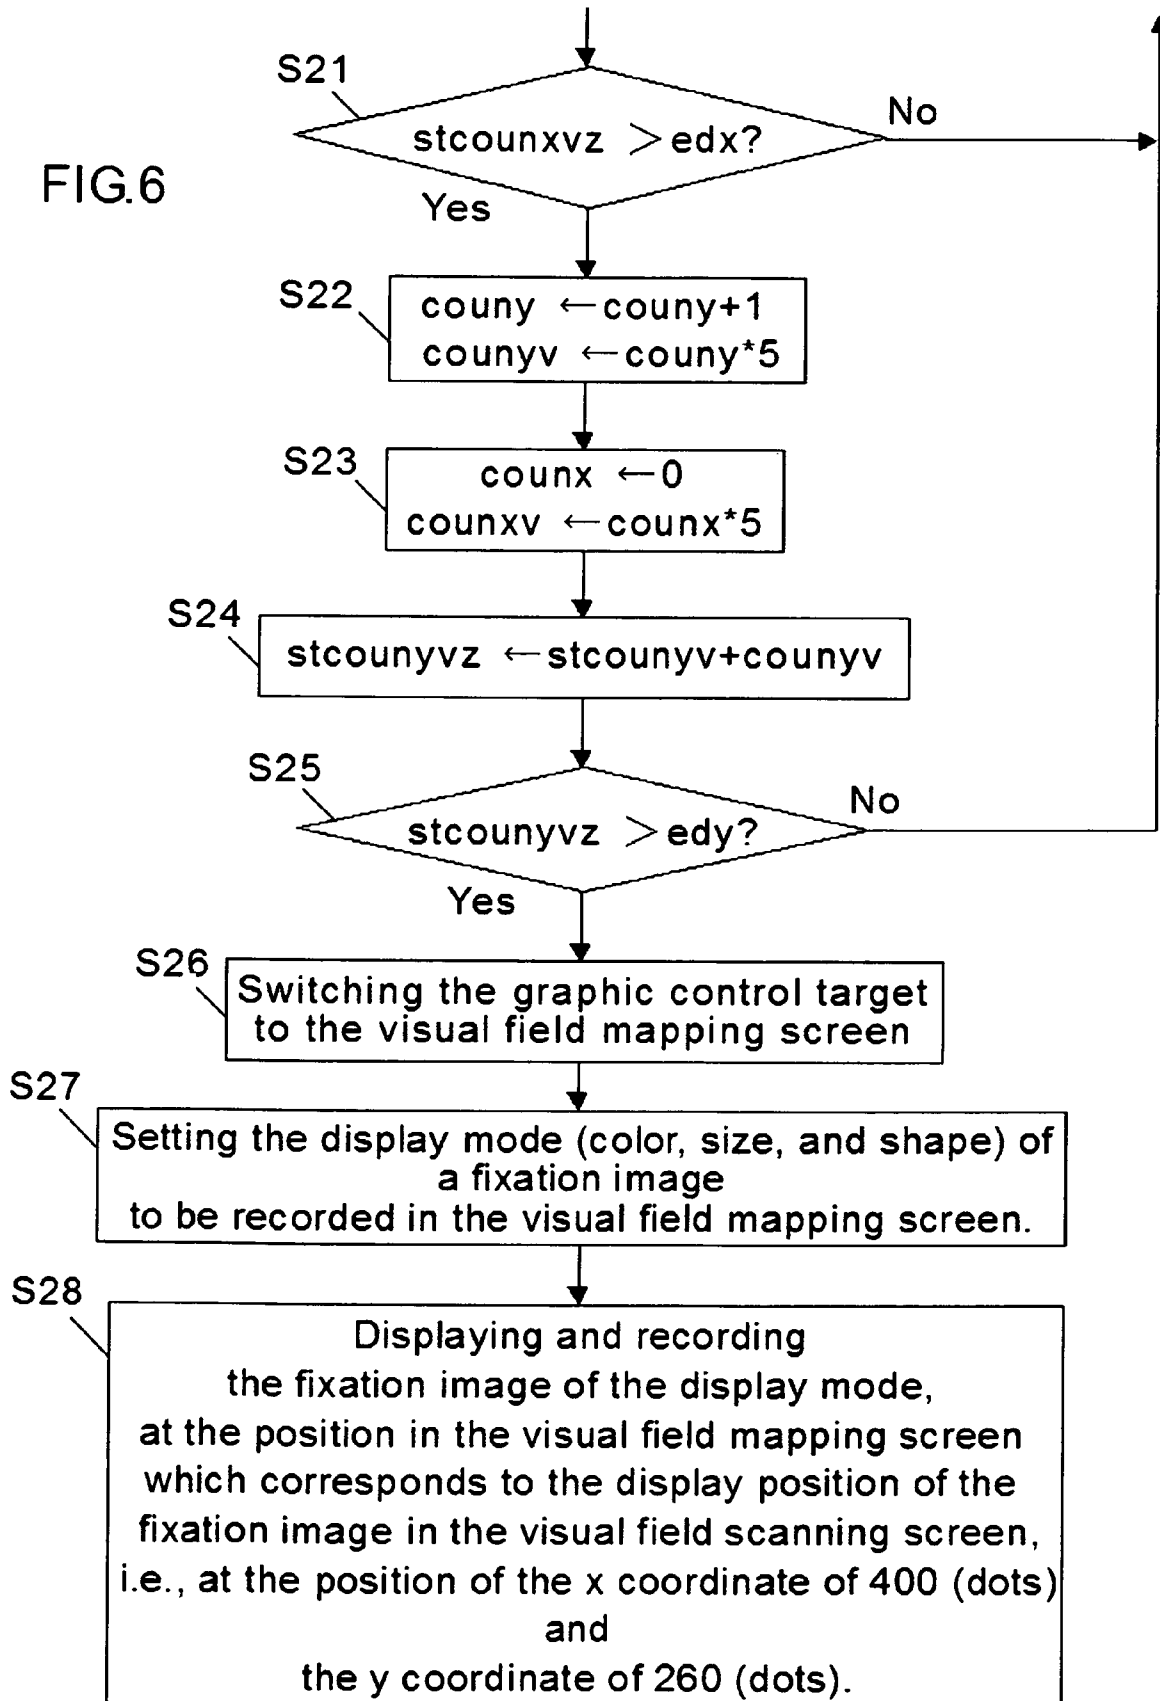 S21
stcounxvz >edx?
No
FIG.6
Yes
S22
couny ←couny+1
counyv ←couny*5
S23
counx ←0
counxv ←counx*5
S24
stcounyvz ←stcounyv+counyv
S25
stcounyvz >edy?
No
Yes
S26
Switching the graphic control target
to the visual field mapping screen
S27
Setting the display mode (color, size, and shape) of
a fixation image
to be recorded in the visual field mapping screen.
S28
Displaying and recording
the fixation image of the display mode,
at the position in the visual field mapping screen
which corresponds to the display position of the
fixation image in the visual field scanning screen,
i.e., at the position of the x coordinate of 400 (dots)
and
the y coordinate of 260 (dots).